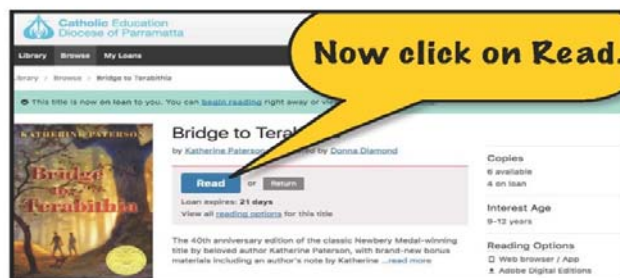 Catholic Education
Diocese of Parramatta
Library Browse My Loans
Library / Browse / Bridge to Terabithia
Now click on Read.
This title is now on loan to you. You can begin reading right away or
Bridge to Tera
by Katherine Paterson by Donna Diamond
Read or Return
Loan expires: 21 days
View all reading options for this title
The 40th anniversary edition of the classic Newbery Medal-winning
title by beloved author Katherine Paterson, with brand-new bonus
materials including an author's note by Katherine ...read more
KATHERINE PATERSON
Bridge
to
Terabithia
Copies
6 available
4 on loan
Interest Age
9-12 years
Reading Options
Web browser / App
Adobe Digital Editions